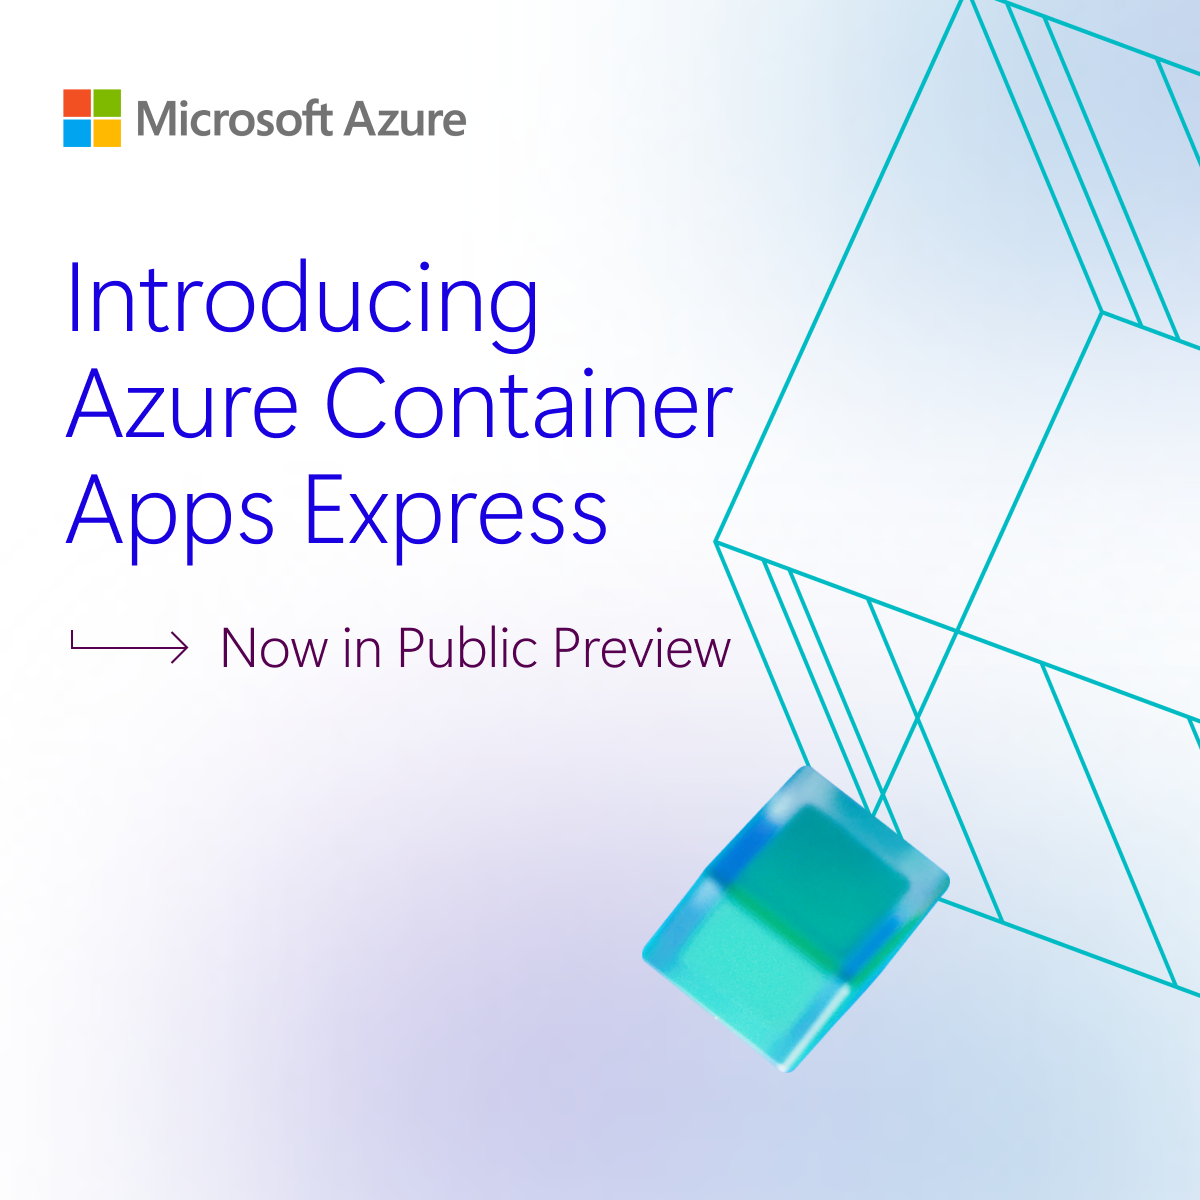 Microsoft Azure
Introducing
Azure Container
Apps Express
Now in Public Preview